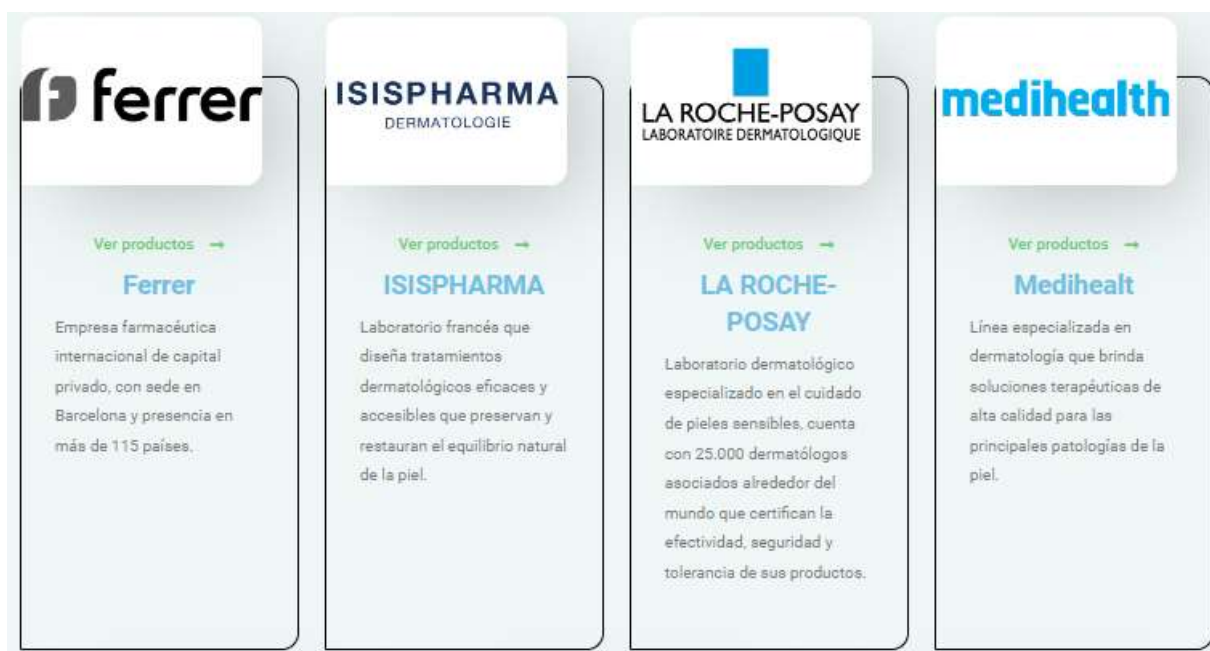 ferrer
Ver productos →
Ferrer
Empresa farmacéutica
internacional de capital
privado, con sede en
Barcelona y presencia en
más de 115 países.
ISISPHARMA
DERMATOLOGIE
Ver productos →
ISISPHARMA
Laboratorio francés que
diseña tratamientos
dermatológicos eficaces y
accesibles que preservan y
restauran el equilibrio natural
de la piel.
LA ROCHE-POSAY
LABORATOIRE DERMATOLOGIQUE
Ver productos →
LA ROCHE-
POSAY
Laboratorio dermatológico
especializado en el cuidado
de pieles sensibles, cuenta
con 25.000 dermatólogos
asociados alrededor del
mundo que certifican la
efectividad, seguridad y
tolerancia de sus productos.
medihealth
Ver productos →
Medihealt
Línea especializada en
dermatología que brinda
soluciones terapéuticas de
alta calidad para las
principales patologías de la
piel.